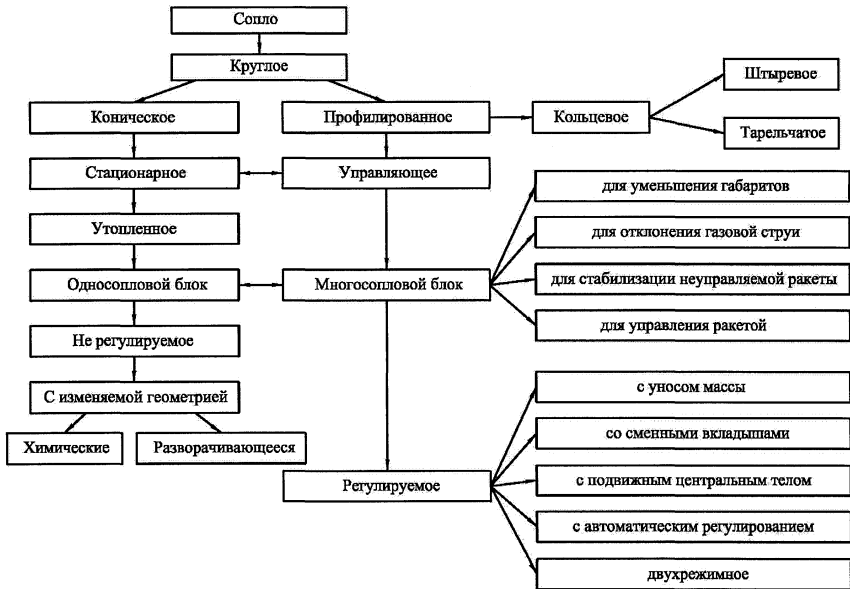 Сопло
Круглое
Коническое
Профилированное
Кольцевое
Штыревое
Тарельчатое
Стационарное
Управляющее
Утопленное
Односопловой блок
Многосопловой блок
для уменьшения габаритов
для отклонения газовой струи
для стабилизации неуправляемой ракеты
для управления ракетой
Не регулируемое
С изменяемой геометрией
Химические
Разворачивающееся
Регулируемое
с уносом массы
со сменными вкладышами
с подвижным центральным телом
с автоматическим регулированием
двухрежимное